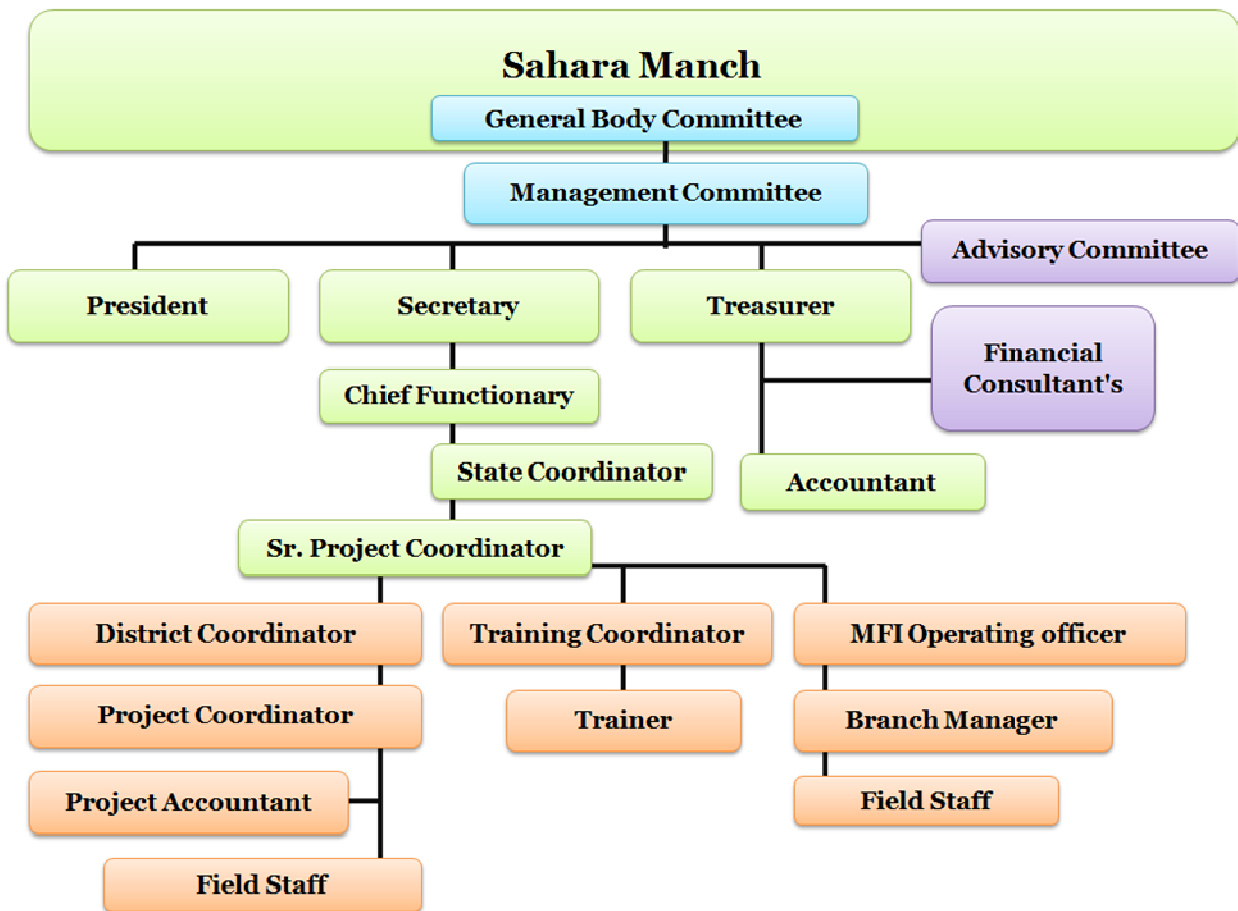 Sahara Manch
General Body Committee
Management Committee
Advisory Committee
President
Secretary
Treasurer
Financial
Consultant's
Chief Functionary
State Coordinator
Accountant
Sr. Project Coordinator
District Coordinator
Training Coordinator
MFI Operating officer
Project Coordinator
Trainer
Branch Manager
Project Accountant
Field Staff
Field Staff